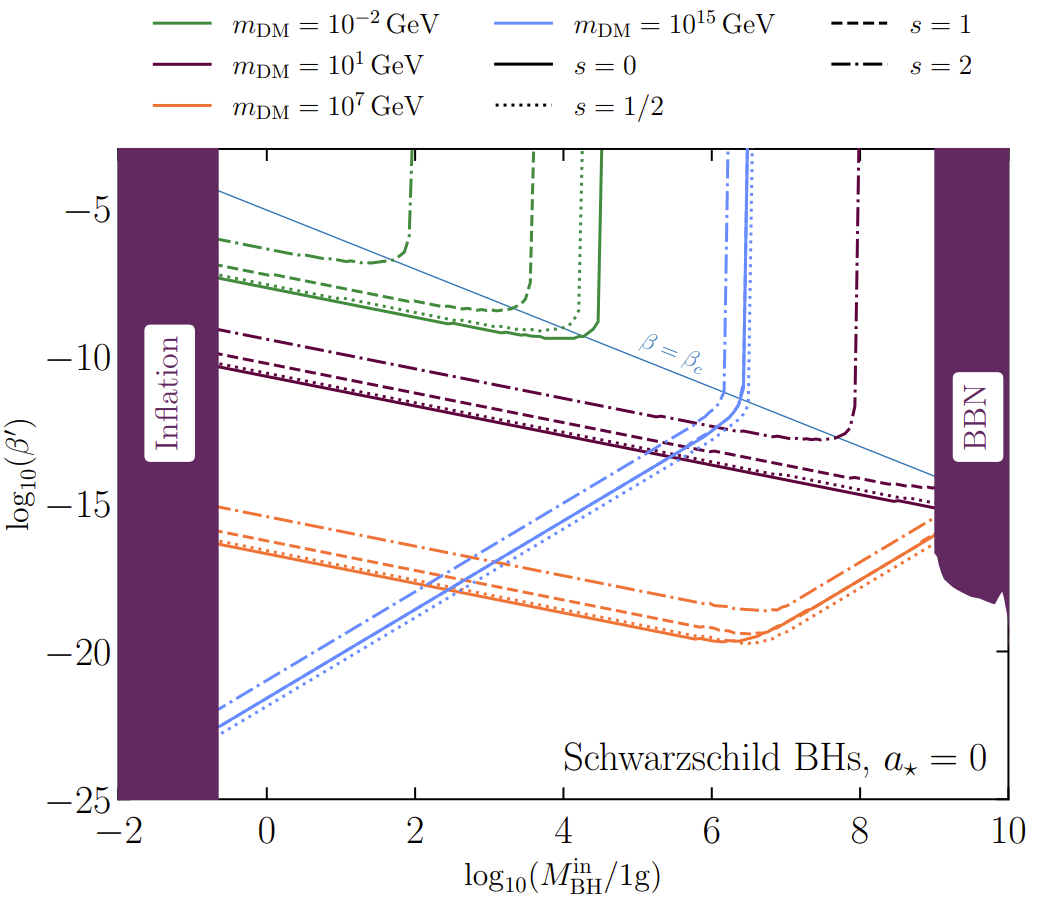 m_DM = 10^−2 GeV
m_DM = 10^1 GeV
m_DM = 10^7 GeV
m_DM = 10^15 GeV
s = 0
s = 1/2
s = 1
s = 2
−5
−10
−15
−20
−25
log₁₀(β′)
Inflation
β = β_c
BBN
Schwarzschild BHs, a⋆ = 0
−2 0 2 4 6 8 10
log₁₀(M_BH^in/1g)